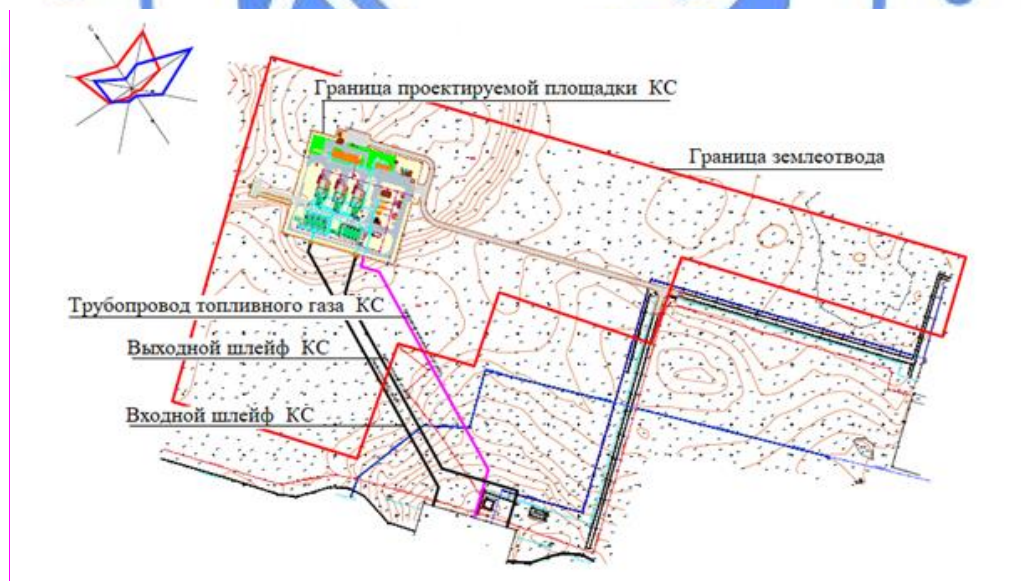 Граница проектируемой площадки КС
Граница землеотвода
Трубопровод топливного газа КС
Выходной шлейф КС
Входной шлейф КС